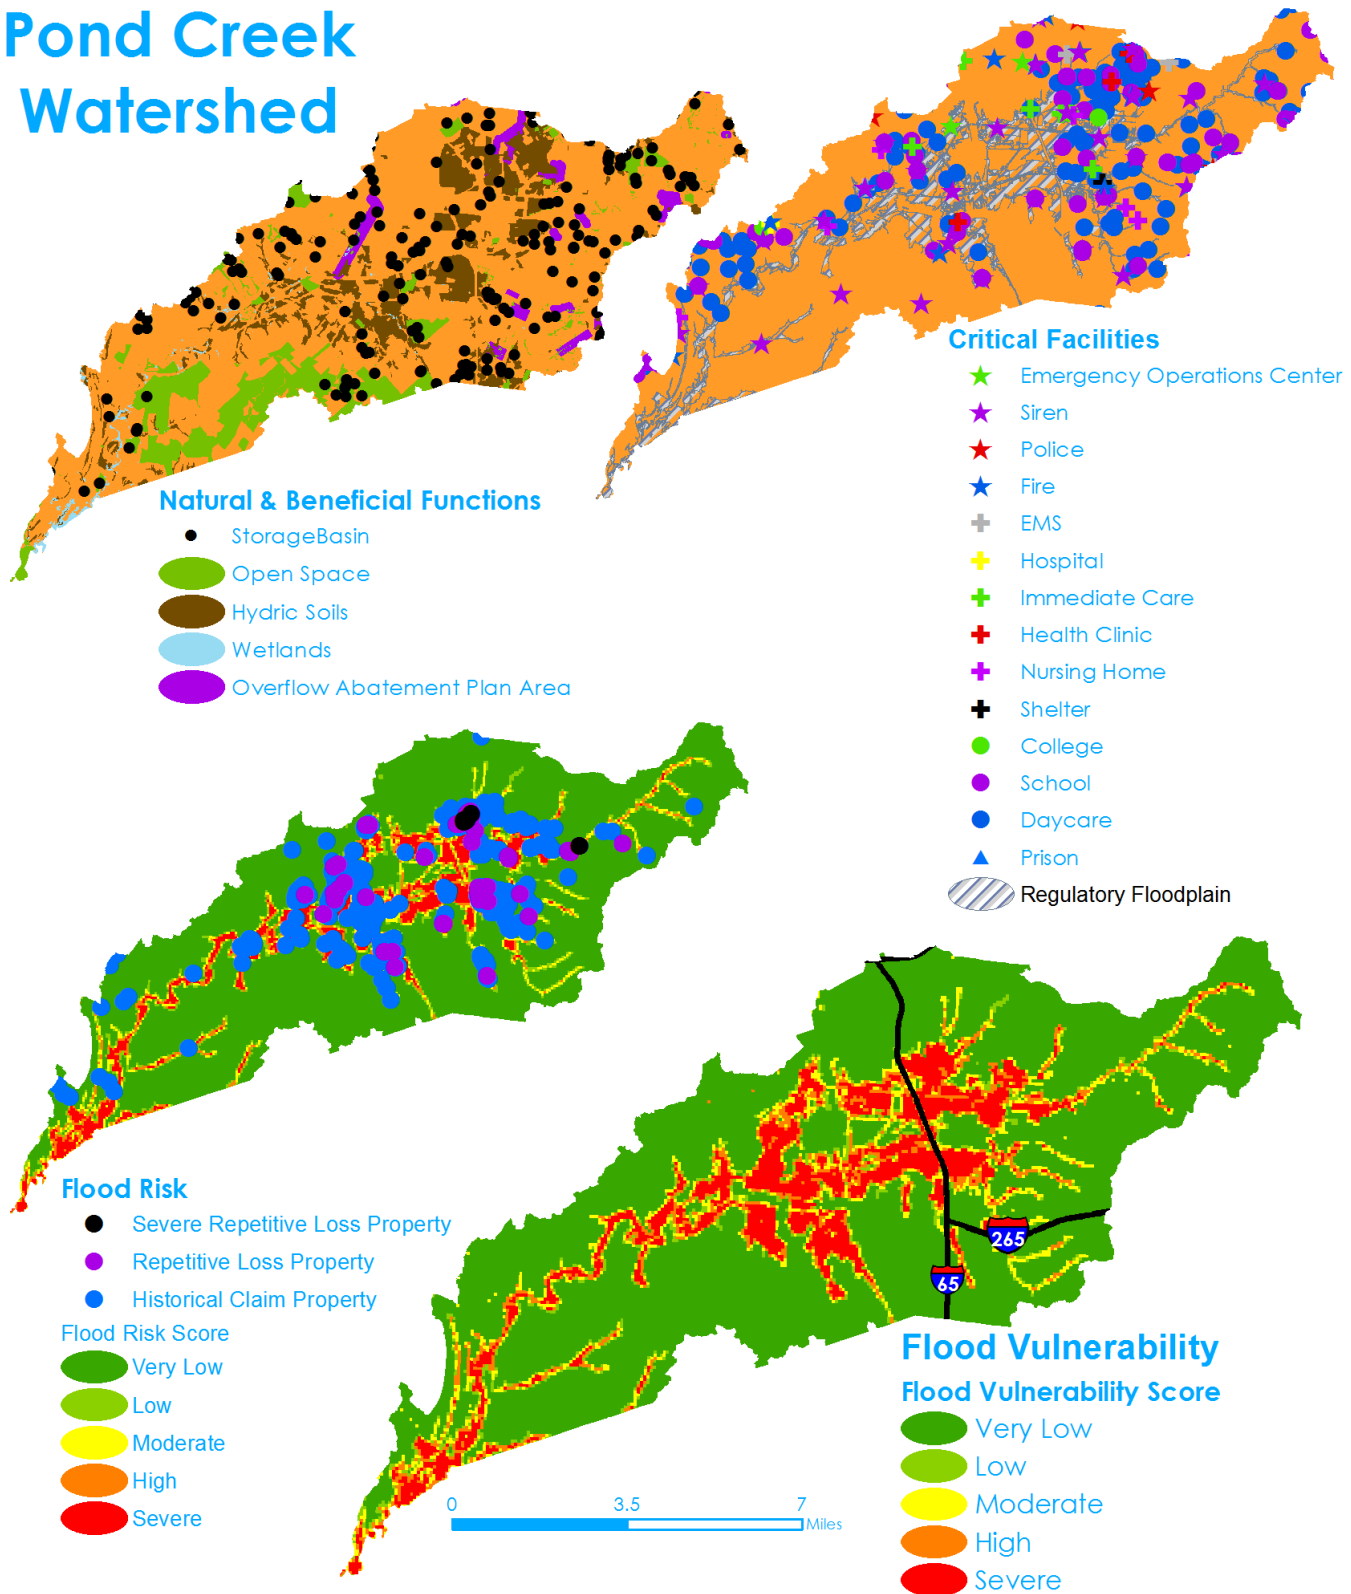 Pond Creek
Watershed
Natural & Beneficial Functions
StorageBasin
Open Space
Hydric Soils
Wetlands
Overflow Abatement Plan Area
Critical Facilities
Emergency Operations Center
Siren
Police
Fire
EMS
Hospital
Immediate Care
Health Clinic
Nursing Home
Shelter
College
School
Daycare
Prison
Regulatory Floodplain
Flood Risk
Severe Repetitive Loss Property
Repetitive Loss Property
Historical Claim Property
Flood Risk Score
Very Low
Low
Moderate
High
Severe
265
65
Flood Vulnerability
Flood Vulnerability Score
Very Low
Low
Moderate
High
Severe
0 3.5 7
Miles